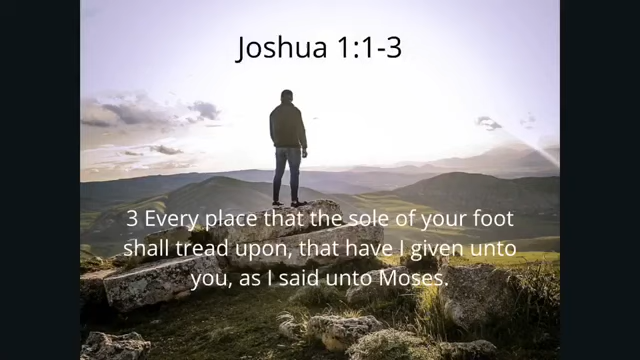 Joshua 1:1-3
3 Every place that the sole of your foot
shall tread upon, that have I given unto
you, as I said unto Moses.